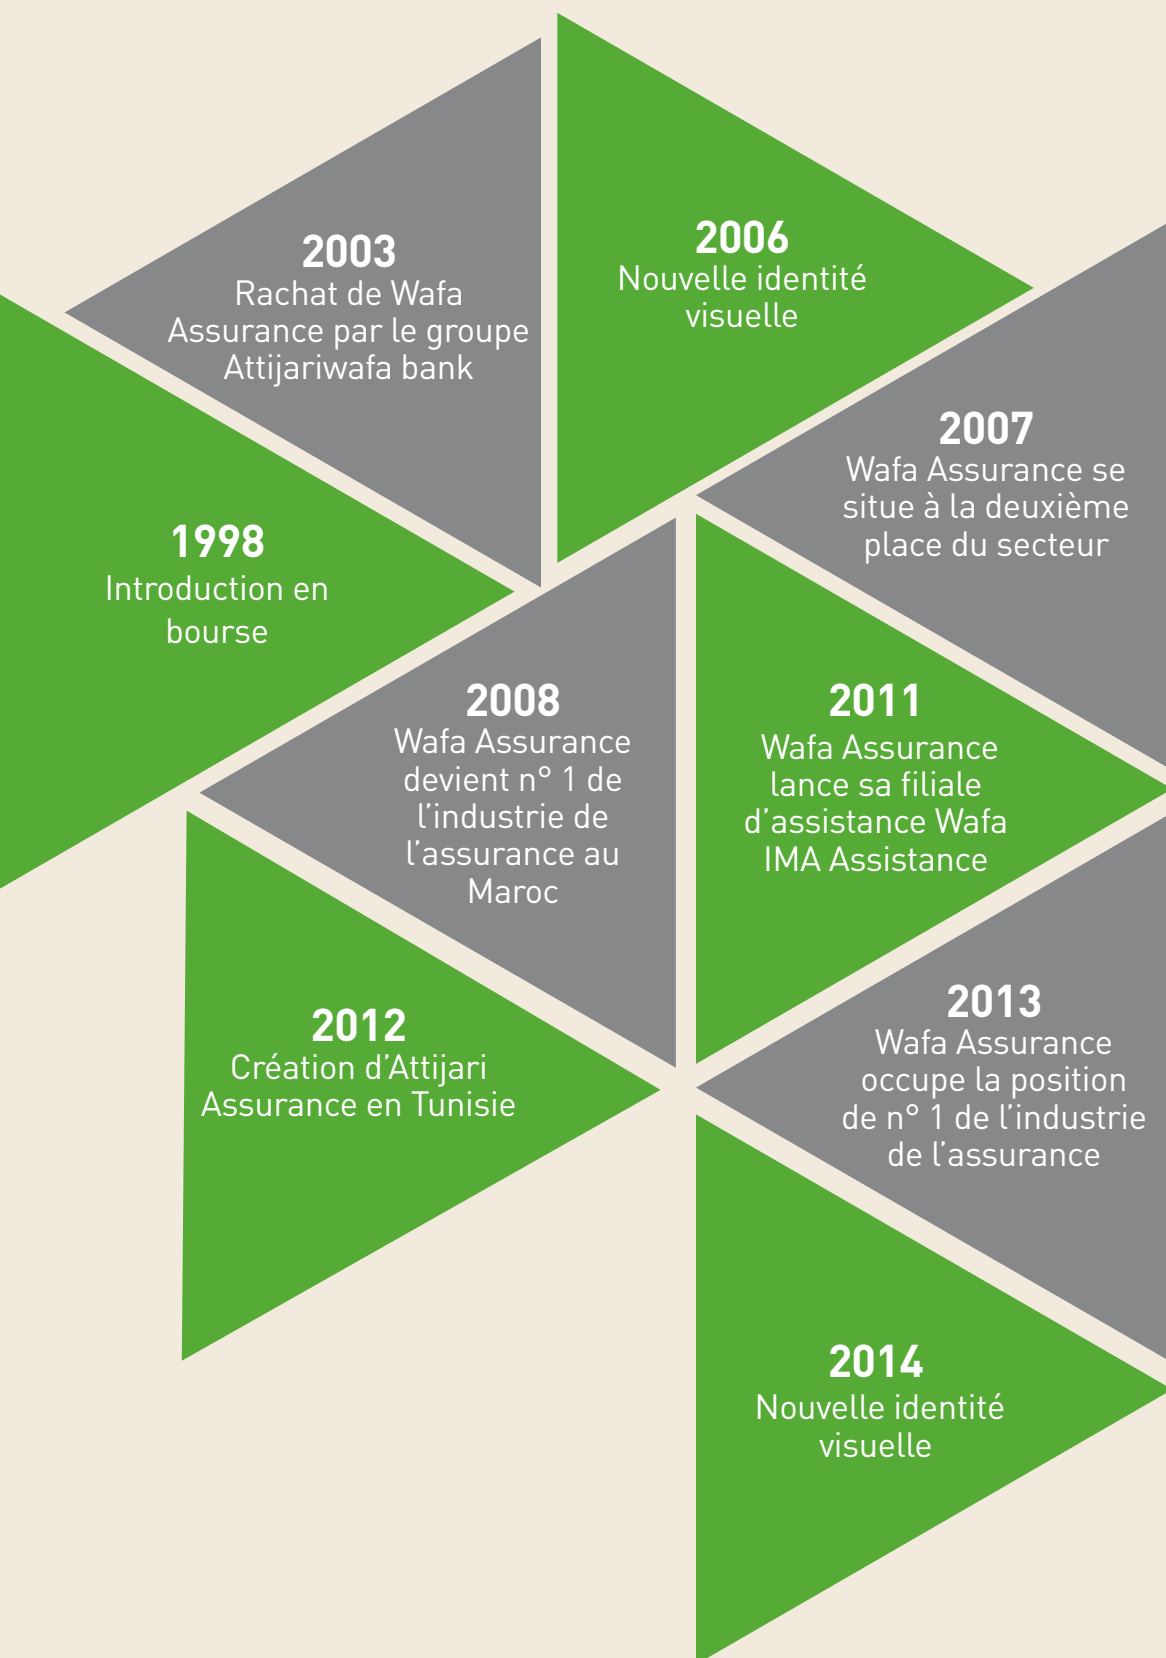 1998
Introduction en
bourse
2003
Rachat de Wafa
Assurance par le groupe
Attijariwafa bank
2006
Nouvelle identité
visuelle
2007
Wafa Assurance se
situe à la deuxième
place du secteur
2008
Wafa Assurance
devient n° 1 de
l’industrie de
l’assurance au
Maroc
2011
Wafa Assurance
lance sa filiale
d’assistance Wafa
IMA Assistance
2012
Création d’Attijari
Assurance en Tunisie
2013
Wafa Assurance
occupe la position
de n° 1 de l’industrie
de l’assurance
2014
Nouvelle identité
visuelle